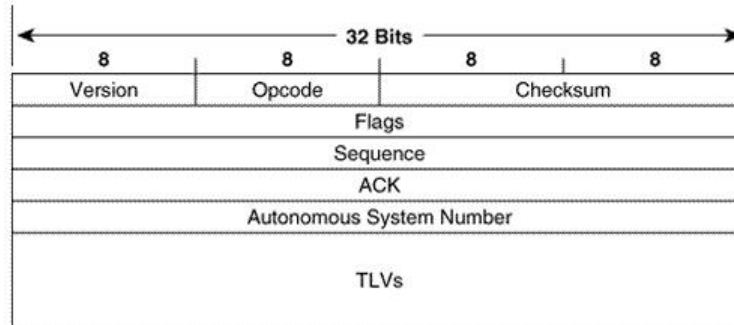 32 Bits
8 8 8 8
Version Opcode Checksum
Flags
Sequence
ACK
Autonomous System Number
TLVs